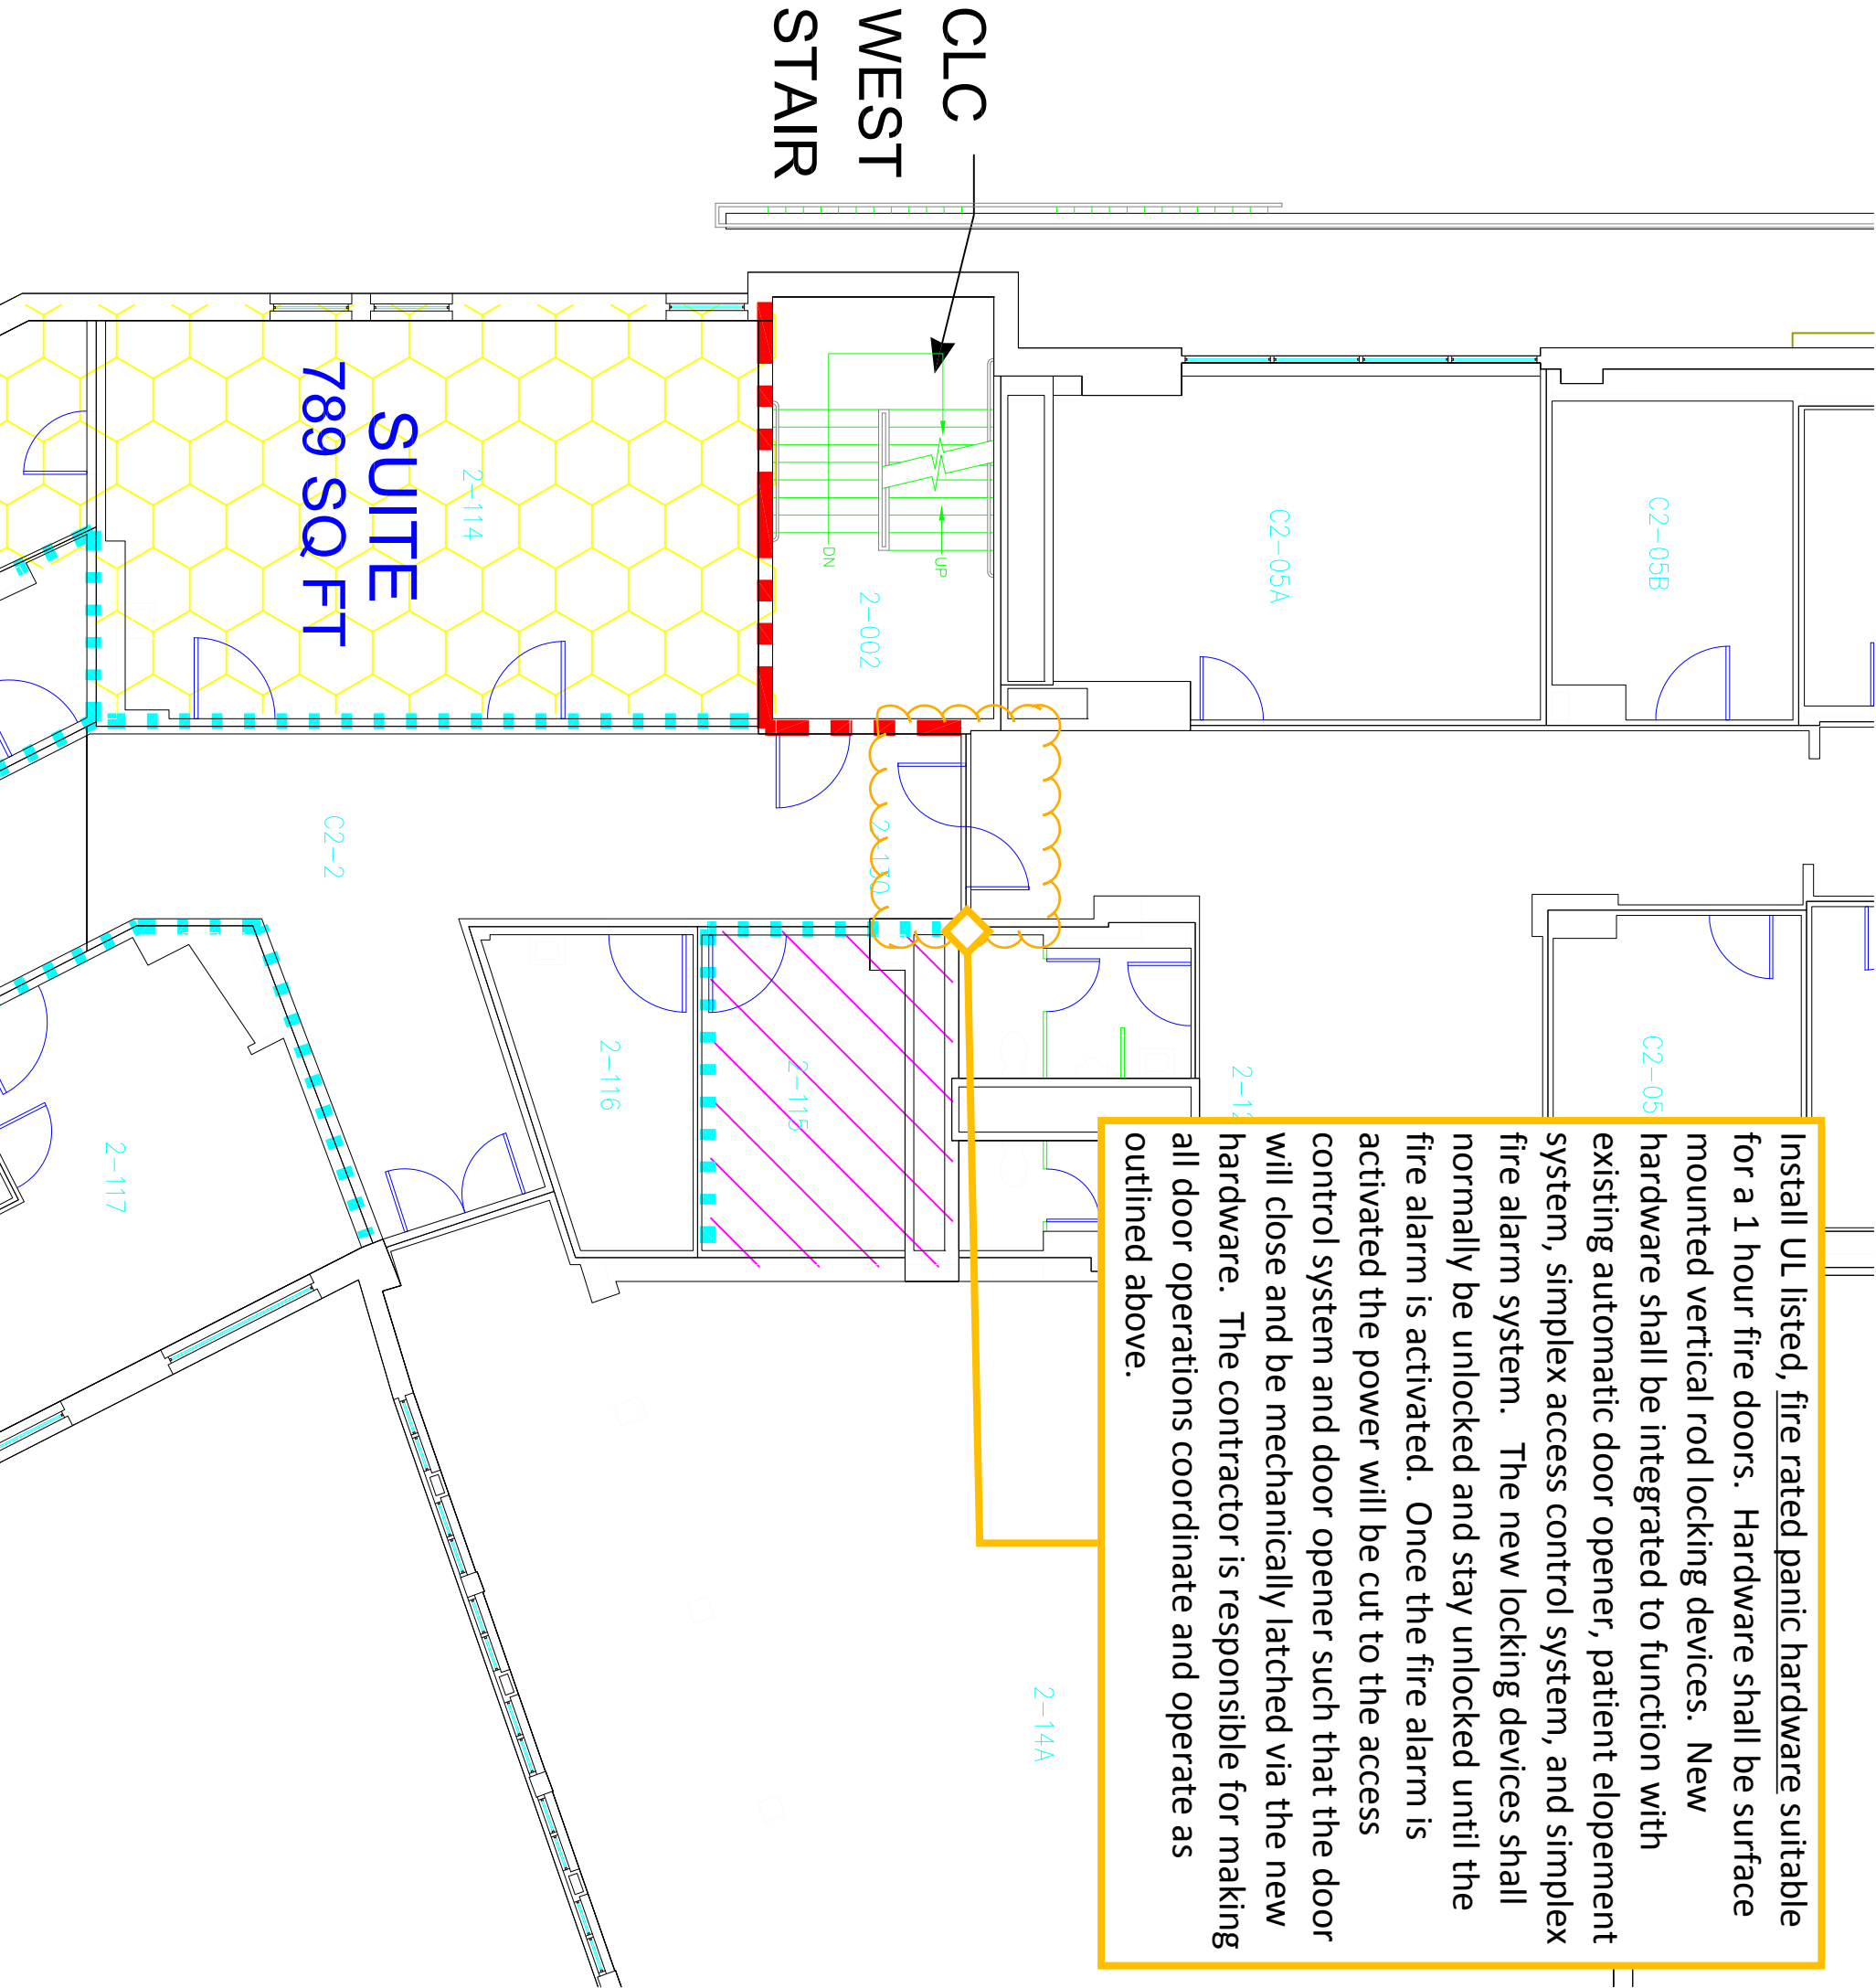 Install UL listed, fire rated panic hardware suitable
for a 1 hour fire doors.  Hardware shall be surface
mounted vertical rod locking devices.  New
hardware shall be integrated to function with
existing automatic door opener, patient elopement
system, simplex access control system, and simplex
fire alarm system.   The new locking devices shall
normally be unlocked and stay unlocked until the
fire alarm is activated.  Once the fire alarm is
activated the power will be cut to the access
control system and door opener such that the door
will close and be mechanically latched via the new
hardware.  The contractor is responsible for making
all door operations coordinate and operate as
outlined above.
CLC
WEST
STAIR
C2-05B
C2-05A
C2-05
UP
DN
2-002
2-130
2-114
SUITE
789 SQ FT
C2-2
2-115
2-116
2-117
2-14A